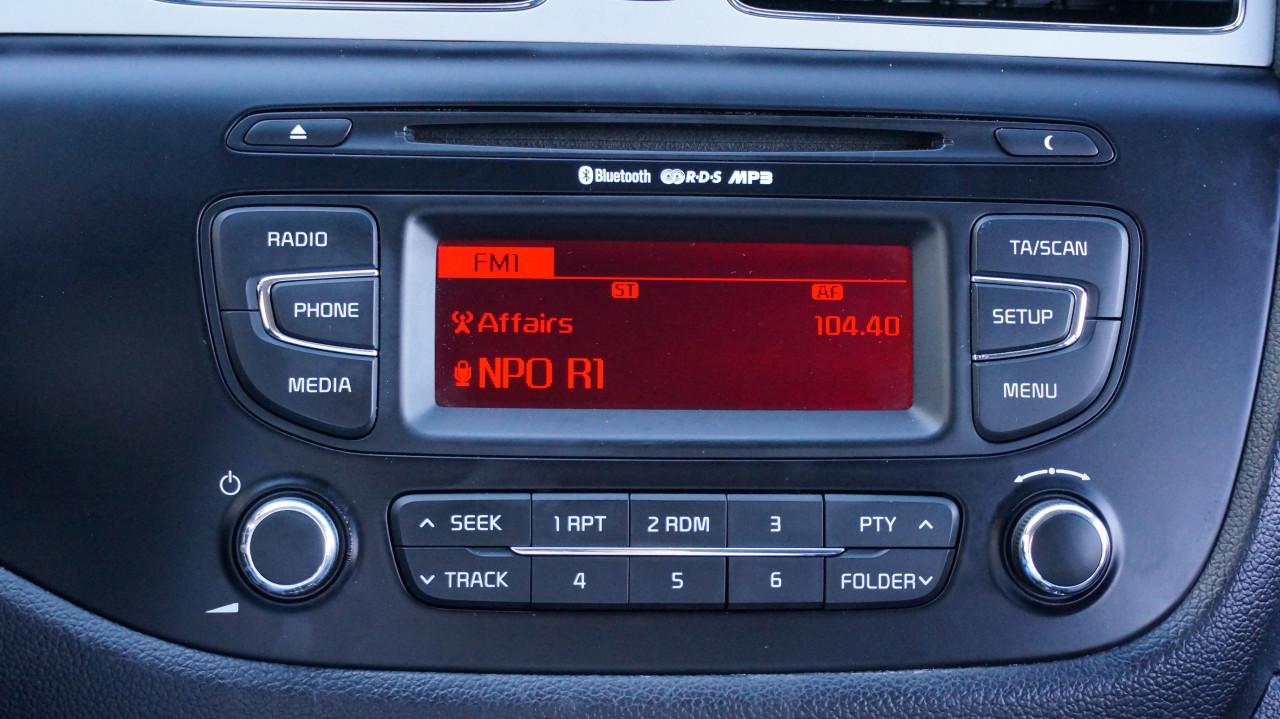 Bluetooth R·D·S MP3
RADIO
PHONE
MEDIA
FM1
ST AF
Affairs 104.40
NPO R1
TA/SCAN
SETUP
MENU
SEEK 1 RPT 2 RDM 3 PTY
TRACK 4 5 6 FOLDER